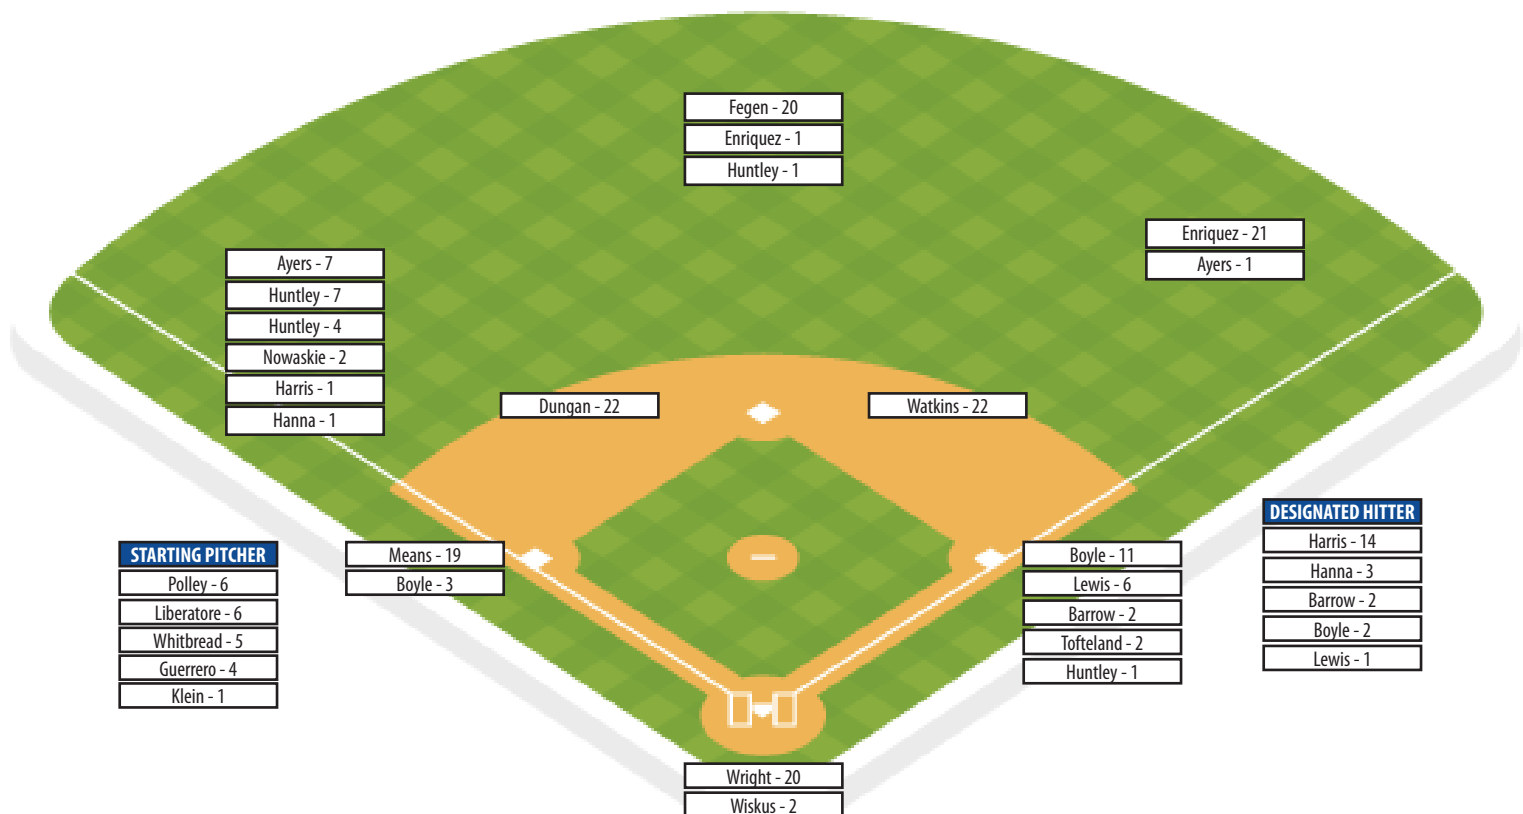 Fegen - 20
Enriquez - 1
Huntley - 1
Enriquez - 21
Ayers - 1
Ayers - 7
Huntley - 7
Huntley - 4
Nowaskie - 2
Harris - 1
Hanna - 1
Dungan - 22
Watkins - 22
STARTING PITCHER
Polley - 6
Liberatore - 6
Whitbread - 5
Guerrero - 4
Klein - 1
Means - 19
Boyle - 3
Boyle - 11
Lewis - 6
Barrow - 2
Tofteland - 2
Huntley - 1
DESIGNATED HITTER
Harris - 14
Hanna - 3
Barrow - 2
Boyle - 2
Lewis - 1
Wright - 20
Wiskus - 2